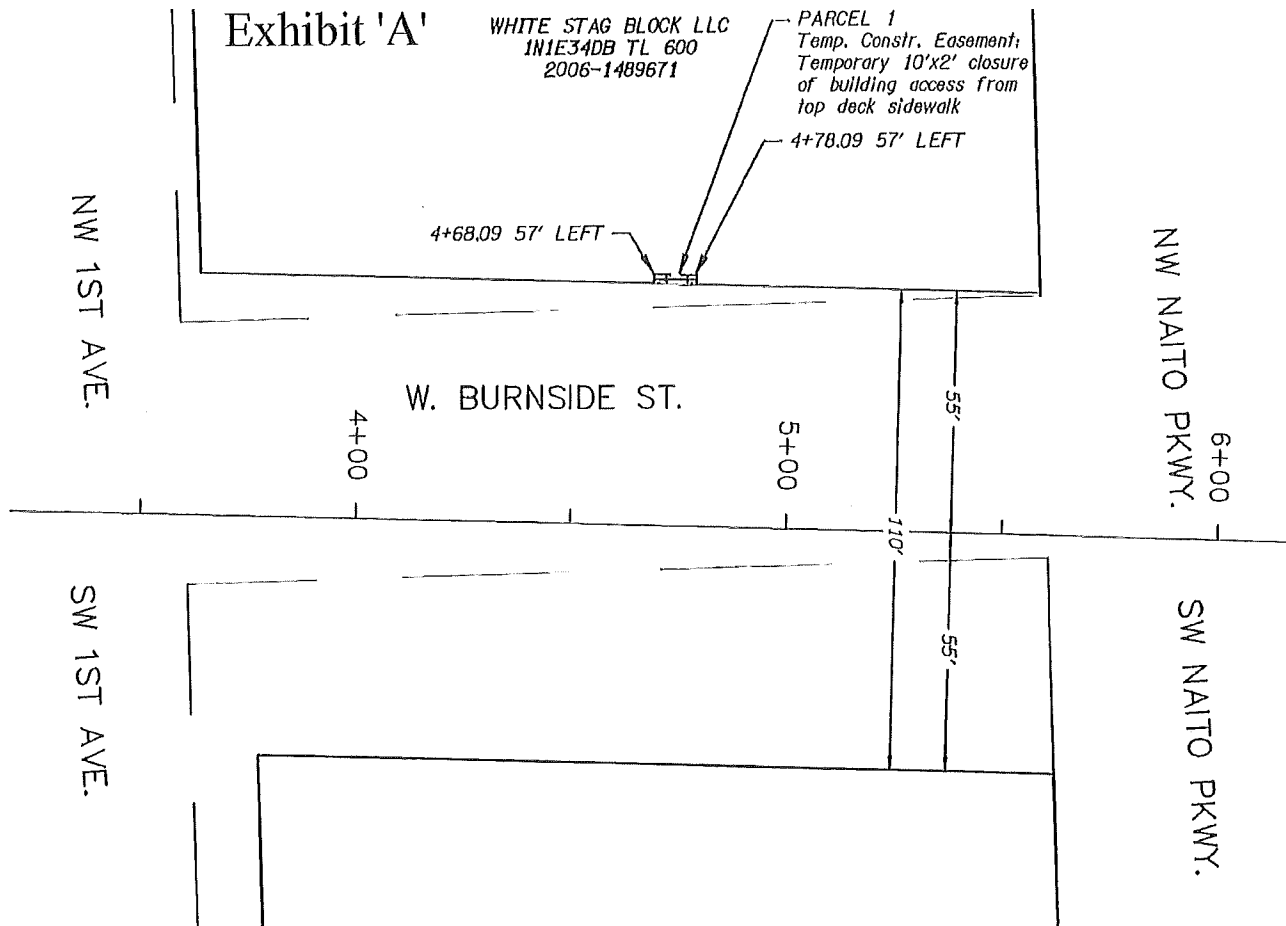 Exhibit 'A'
WHITE STAG BLOCK LLC
1N1E34DB TL 600
2006-1489671
PARCEL 1
Temp. Constr. Easement;
Temporary 10'x2' closure
of building access from
top deck sidewalk
4+78.09 57' LEFT
4+68.09 57' LEFT
NW 1ST AVE.
NW NAITO PKWY.
W. BURNSIDE ST.
4+00
5+00
6+00
55'
110'
55'
SW 1ST AVE.
SW NAITO PKWY.